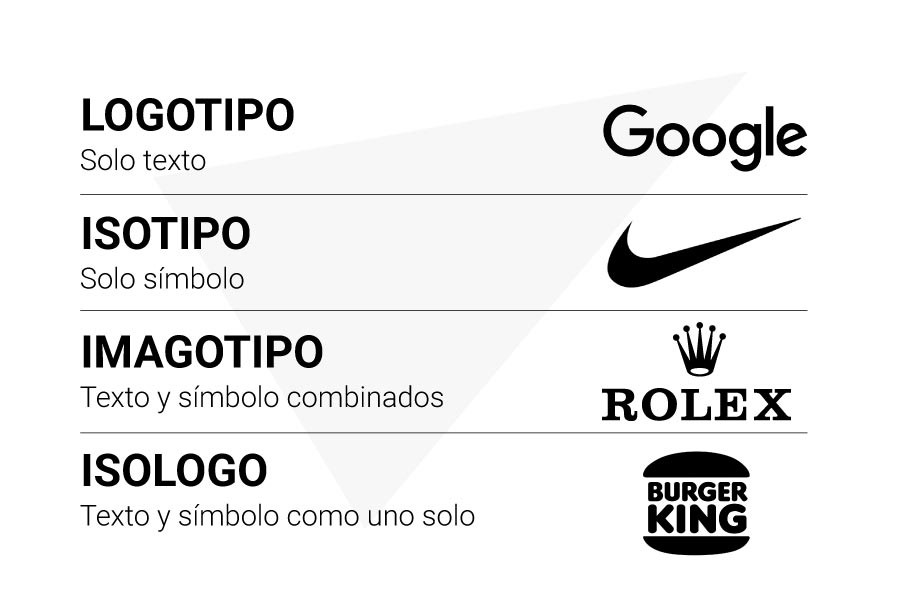 LOGOTIPO
Solo texto
Google
ISOTIPO
Solo símbolo
IMAGOTIPO
Texto y símbolo combinados
ROLEX
ISOLOGO
Texto y símbolo como uno solo
BURGER
KING